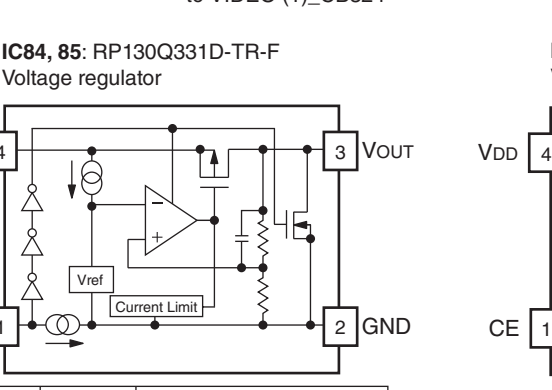 IC84, 85: RP130Q331D-TR-F
Voltage regulator
4
3 VOUT
VDD 4
−
+
Vref
Current Limit
1
2 GND
CE 1